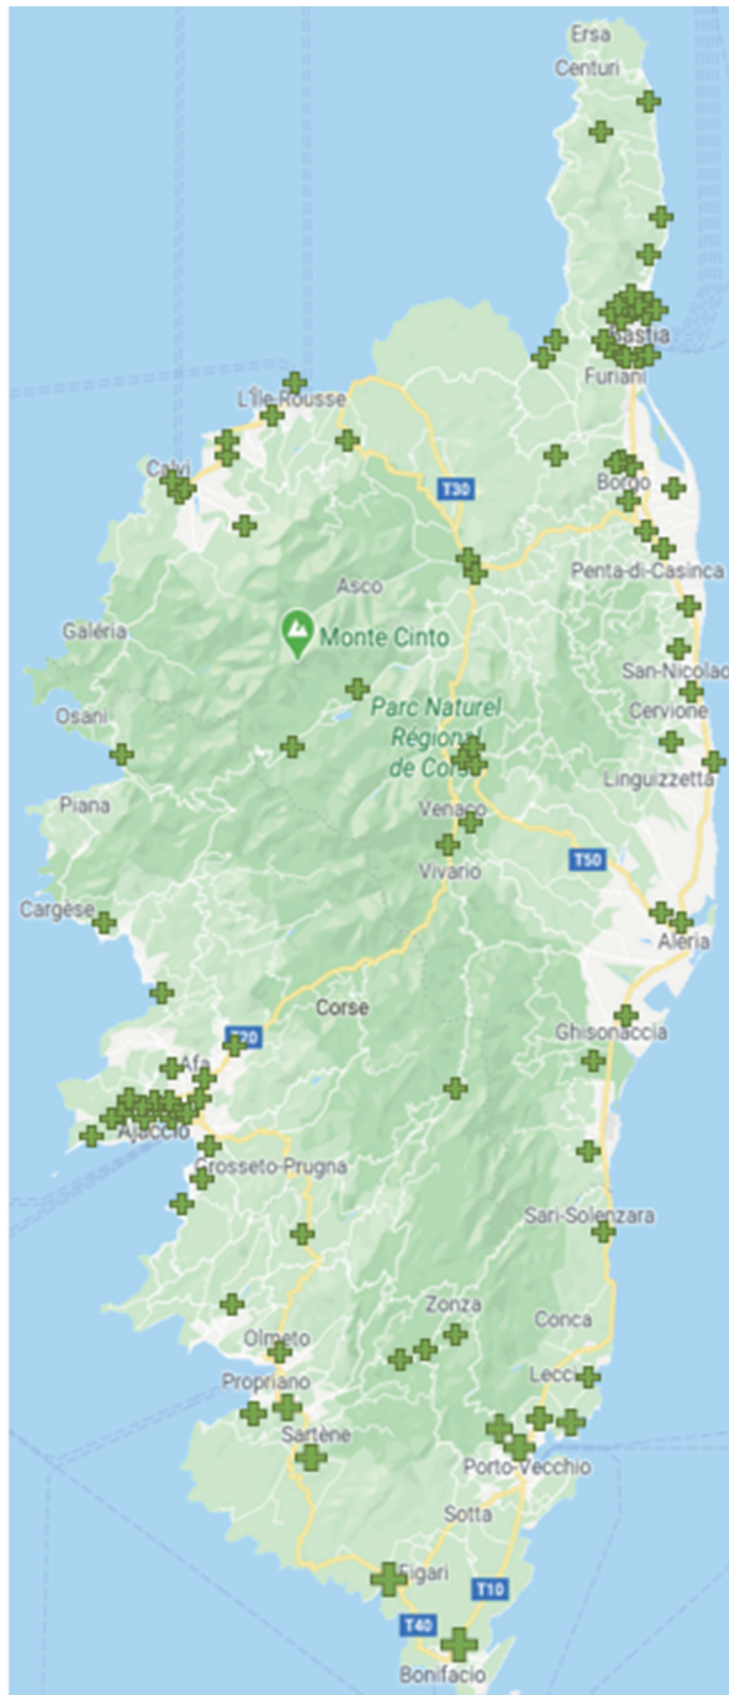 Ersa
Centuri
Bastia
Furiani
L'Île-Rousse
Calvi
Borgo
T30
Asco
Penta-di-Casinca
Galéria
Monte Cinto
San-Nicolao
Parc Naturel
Régional
de Corse
Osani
Cervione
Linguizzetta
Piana
Venaco
T50
Vivario
Cargèse
Aleria
Corse
Ghisonaccia
T20
Afa
Ajaccio
Grosseto-Prugna
Sari-Solenzara
Zonza
Conca
Olmeto
Lecci
Propriano
Sartène
Porto-Vecchio
Sotta
Figari
T10
T40
Bonifacio